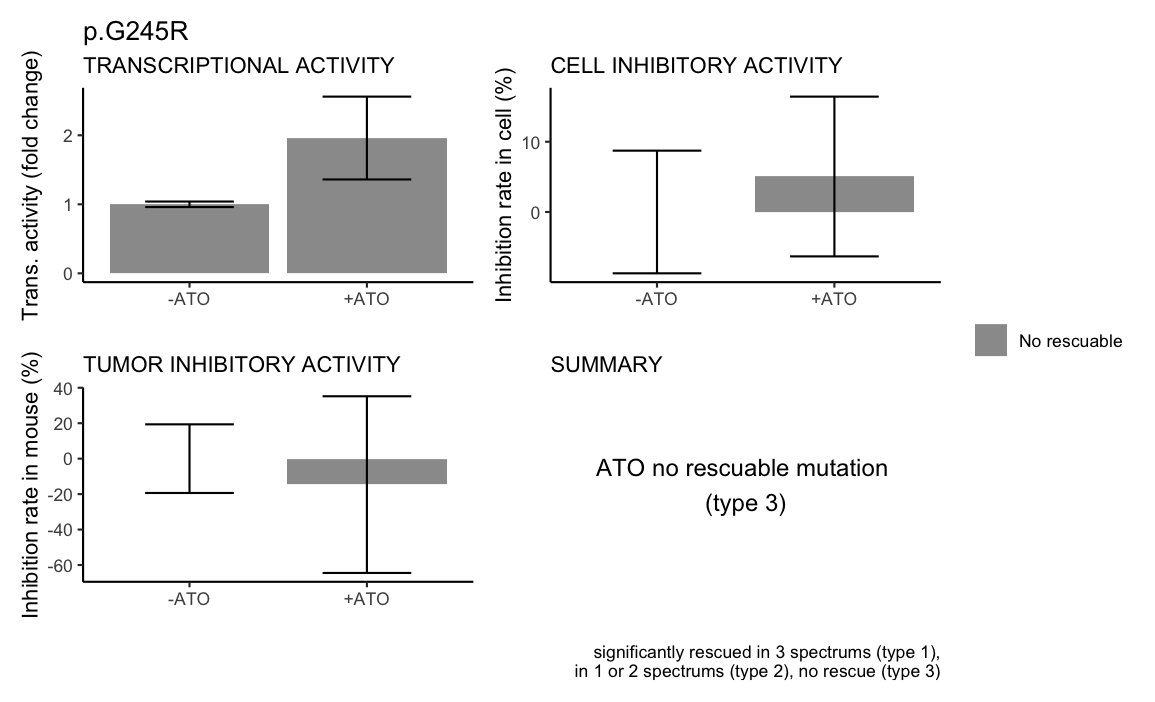 p.G245R
TRANSCRIPTIONAL ACTIVITY
Trans. activity (fold change)
2
1
0
-ATO
+ATO
CELL INHIBITORY ACTIVITY
Inhibition rate in cell (%)
10
0
-ATO
+ATO
No rescuable
TUMOR INHIBITORY ACTIVITY
Inhibition rate in mouse (%)
40
20
0
-20
-40
-60
-ATO
+ATO
SUMMARY
ATO no rescuable mutation
(type 3)
significantly rescued in 3 spectrums (type 1),
in 1 or 2 spectrums (type 2), no rescue (type 3)